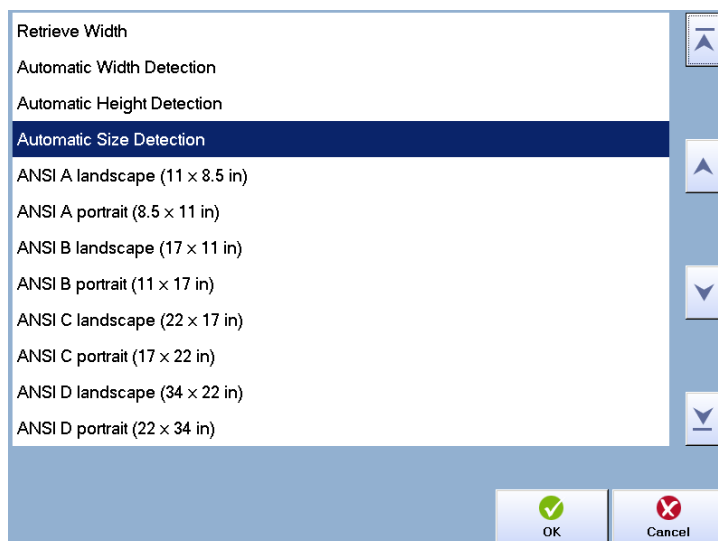 Retrieve Width
Automatic Width Detection
Automatic Height Detection
Automatic Size Detection
ANSI A landscape (11 × 8.5 in)
ANSI A portrait (8.5 × 11 in)
ANSI B landscape (17 × 11 in)
ANSI B portrait (11 × 17 in)
ANSI C landscape (22 × 17 in)
ANSI C portrait (17 × 22 in)
ANSI D landscape (34 × 22 in)
ANSI D portrait (22 × 34 in)
OK Cancel